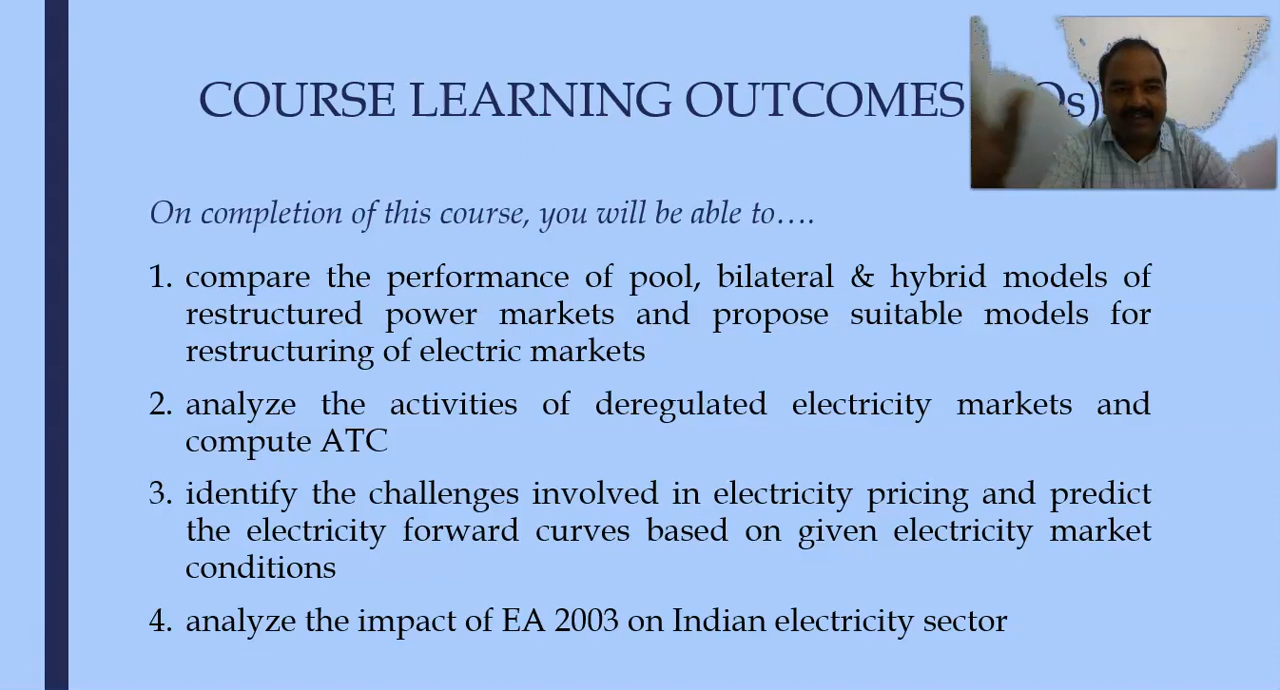 COURSE LEARNING OUTCOMES
On completion of this course, you will be able to….
1. compare the performance of pool, bilateral & hybrid models of
restructured power markets and propose suitable models for
restructuring of electric markets
2. analyze the activities of deregulated electricity markets and
compute ATC
3. identify the challenges involved in electricity pricing and predict
the electricity forward curves based on given electricity market
conditions
4. analyze the impact of EA 2003 on Indian electricity sector